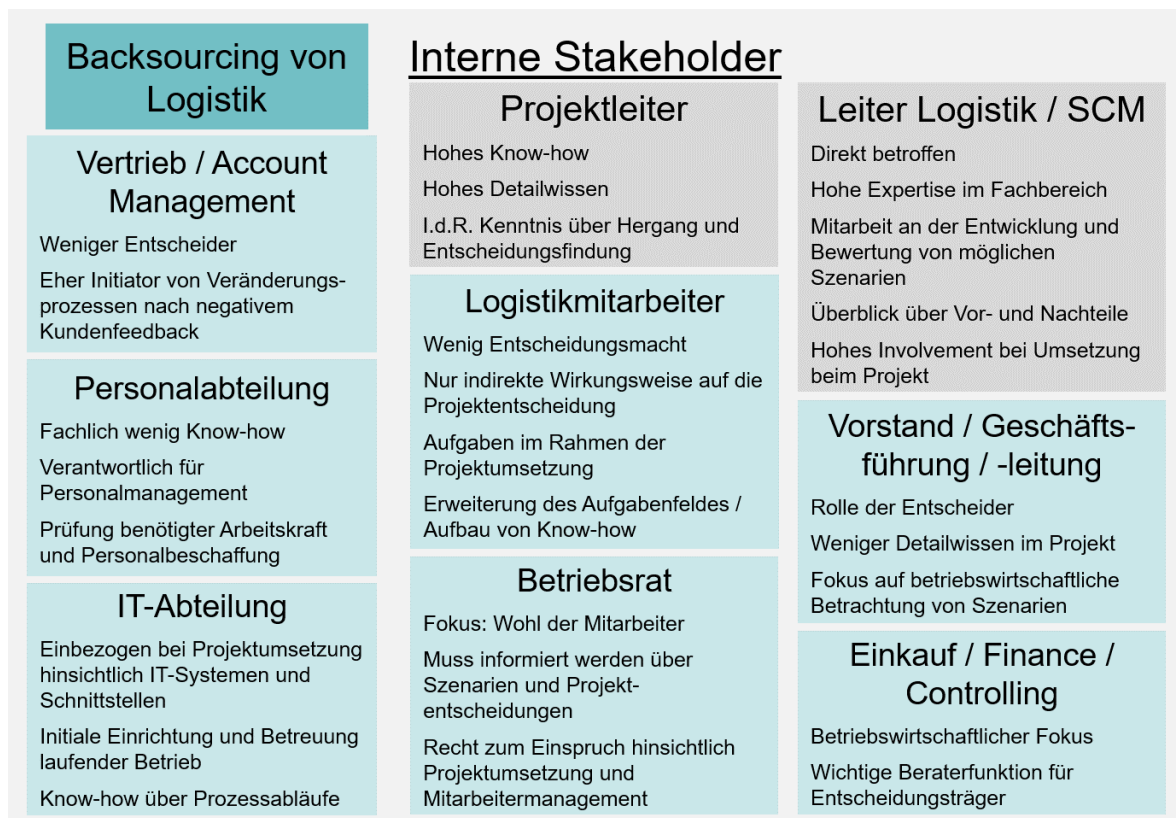 Backsourcing von
Logistik
Vertrieb / Account
Management
Weniger Entscheider
Eher Initiator von Veränderungs-
prozessen nach negativem
Kundenfeedback
Personalabteilung
Fachlich wenig Know-how
Verantwortlich für
Personalmanagement
Prüfung benötigter Arbeitskraft
und Personalbeschaffung
IT-Abteilung
Einbezogen bei Projektumsetzung
hinsichtlich IT-Systemen und
Schnittstellen
Initiale Einrichtung und Betreuung
laufender Betrieb
Know-how über Prozessabläufe
Interne Stakeholder
Projektleiter
Hohes Know-how
Hohes Detailwissen
I.d.R. Kenntnis über Hergang und
Entscheidungsfindung
Logistikmitarbeiter
Wenig Entscheidungsmacht
Nur indirekte Wirkungsweise auf die
Projektentscheidung
Aufgaben im Rahmen der
Projektumsetzung
Erweiterung des Aufgabenfeldes /
Aufbau von Know-how
Betriebsrat
Fokus: Wohl der Mitarbeiter
Muss informiert werden über
Szenarien und Projekt-
entscheidungen
Recht zum Einspruch hinsichtlich
Projektumsetzung und
Mitarbeitermanagement
Leiter Logistik / SCM
Direkt betroffen
Hohe Expertise im Fachbereich
Mitarbeit an der Entwicklung und
Bewertung von möglichen
Szenarien
Überblick über Vor- und Nachteile
Hohes Involvement bei Umsetzung
beim Projekt
Vorstand / Geschäfts-
führung / -leitung
Rolle der Entscheider
Weniger Detailwissen im Projekt
Fokus auf betriebswirtschaftliche
Betrachtung von Szenarien
Einkauf / Finance /
Controlling
Betriebswirtschaftlicher Fokus
Wichtige Beraterfunktion für
Entscheidungsträger